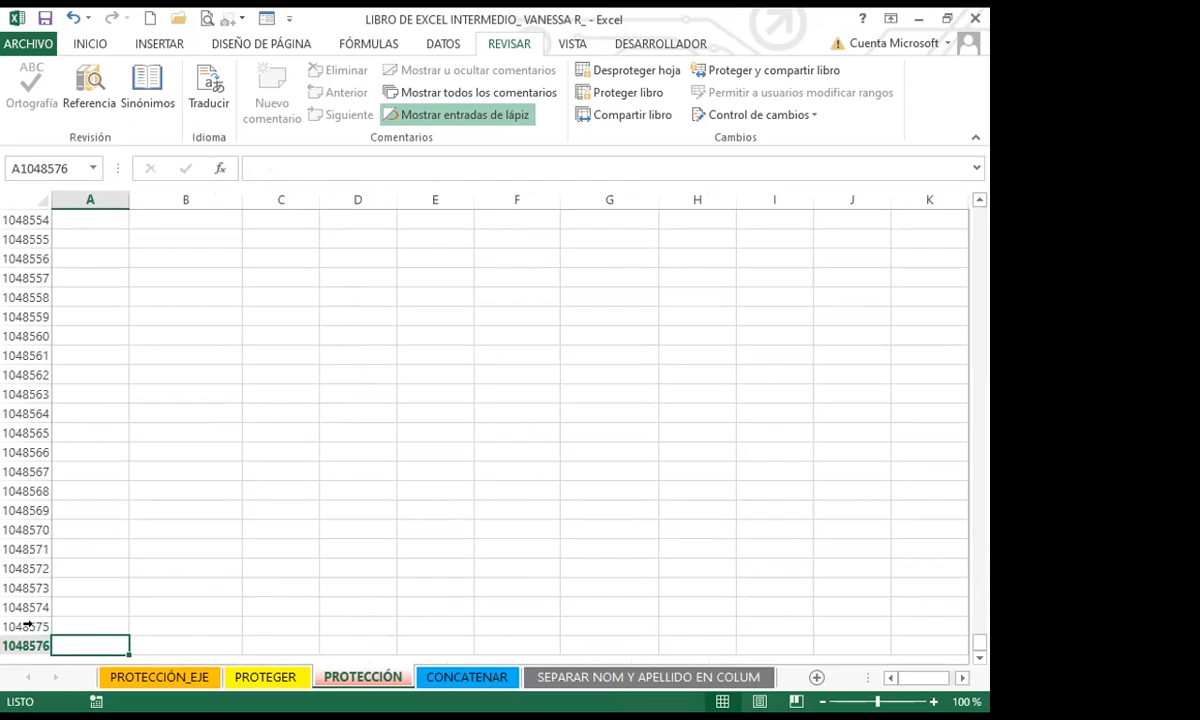 LIBRO DE EXCEL INTERMEDIO_ VANESSA R_ - Excel
?
ARCHIVO INICIO INSERTAR DISEÑO DE PÁGINA FÓRMULAS DATOS REVISAR VISTA DESARROLLADOR Cuenta Microsoft
ABC
Ortografía Referencia Sinónimos
Revisión
Traducir
Idioma
Nuevo
comentario
Eliminar
Anterior
Siguiente
Mostrar u ocultar comentarios
Mostrar todos los comentarios
Mostrar entradas de lápiz
Comentarios
Desproteger hoja
Proteger libro
Compartir libro
Proteger y compartir libro
Permitir a usuarios modificar rangos
Control de cambios
Cambios
A1048576 fx
A B C D E F G H I J K
1048554
1048555
1048556
1048557
1048558
1048559
1048560
1048561
1048562
1048563
1048564
1048565
1048566
1048567
1048568
1048569
1048570
1048571
1048572
1048573
1048574
1048575
1048576
PROTECCIÓN_EJE PROTEGER PROTECCIÓN CONCATENAR SEPARAR NOM Y APELLIDO EN COLUM
LISTO 100 %